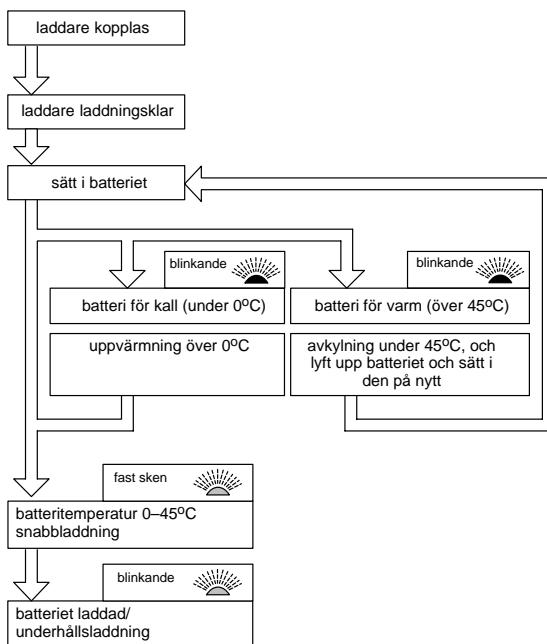 laddare kopplas
laddare laddningsklar
sätt i batteriet
blinkande
batteri för kall (under 0ºC)
uppvärmning över 0ºC
blinkande
batteri för varm (över 45ºC)
avkylning under 45ºC, och
lyft upp batteriet och sätt i
den på nytt
fast sken
batteritemperatur 0–45ºC
snabbladdning
blinkande
batteriet laddad/
underhållsladdning